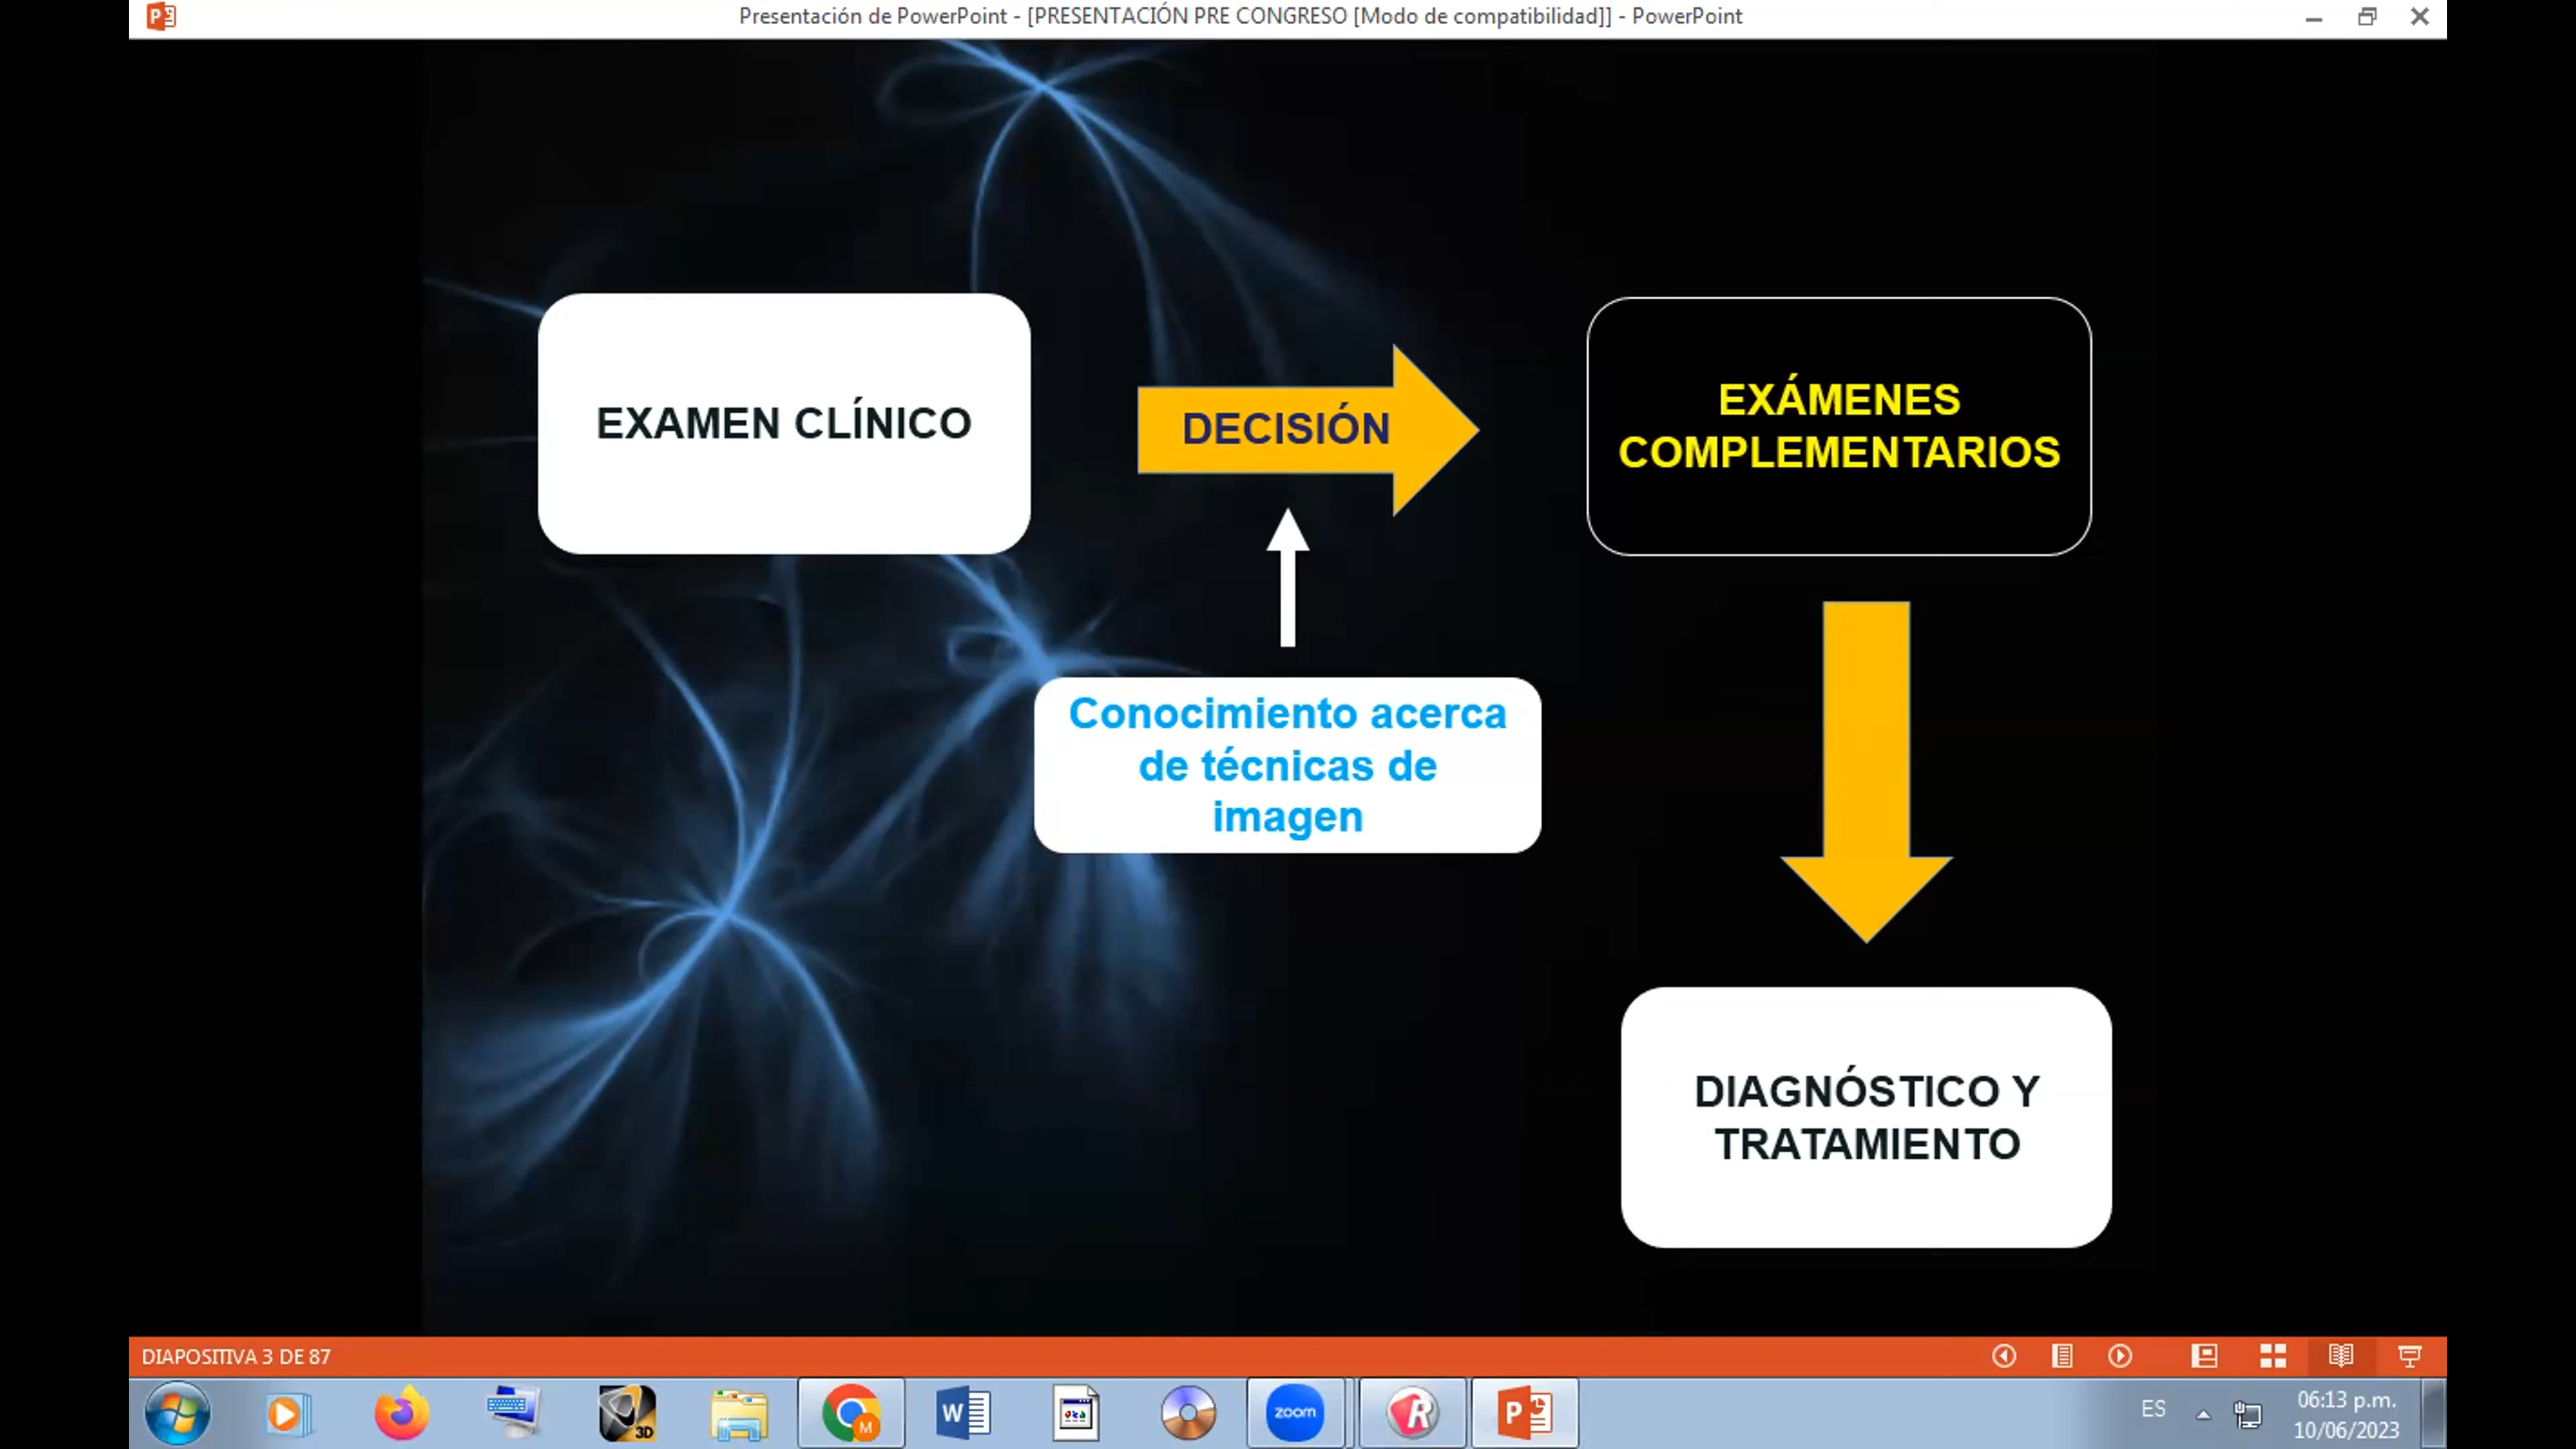 Presentación de PowerPoint - [PRESENTACIÓN PRE CONGRESO [Modo de compatibilidad]] - PowerPoint
EXAMEN CLÍNICO
DECISIÓN
EXÁMENES
COMPLEMENTARIOS
Conocimiento acerca
de técnicas de
imagen
DIAGNÓSTICO Y
TRATAMIENTO
DIAPOSITIVA 3 DE 87
3D
M
W
zoom
R
P
ES
06:13 p.m.
10/06/2023